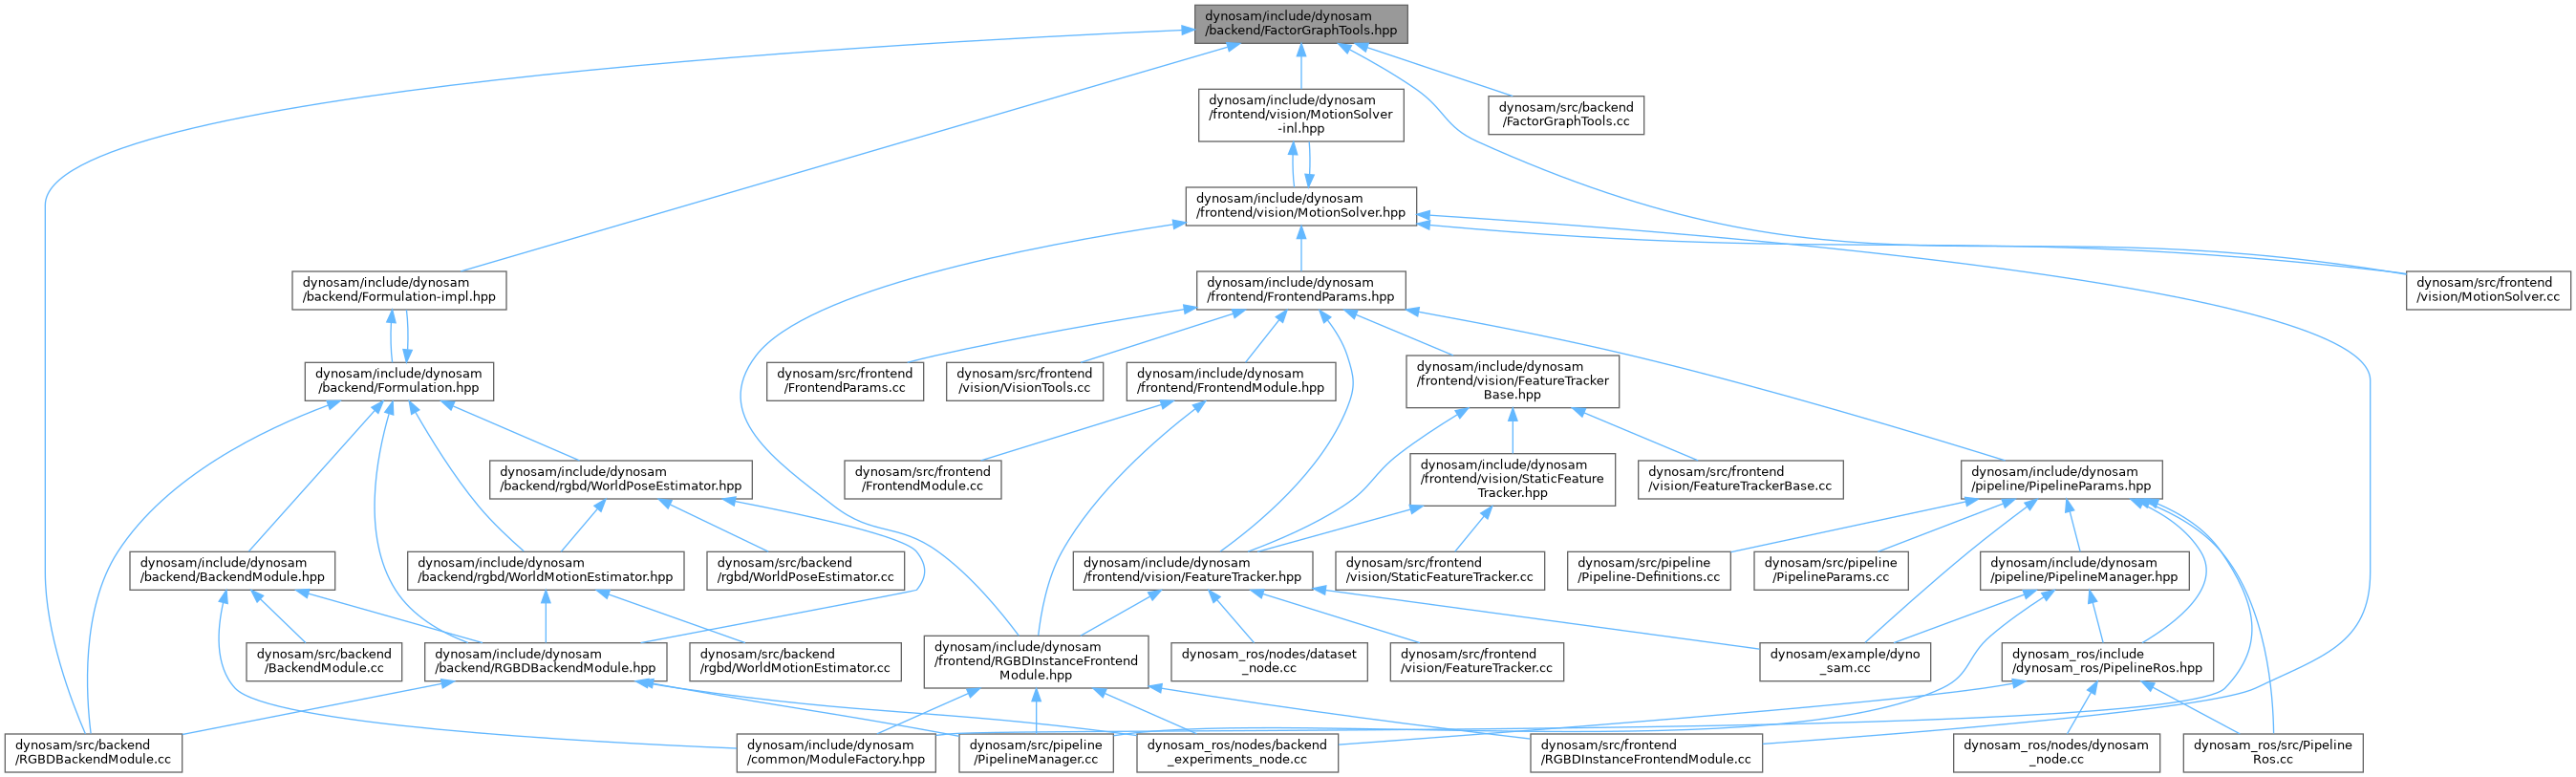 dynosam/include/dynosam
/backend/FactorGraphTools.hpp
dynosam/include/dynosam
/frontend/vision/MotionSolver
-inl.hpp
dynosam/src/backend
/FactorGraphTools.cc
dynosam/include/dynosam
/frontend/vision/MotionSolver.hpp
dynosam/include/dynosam
/backend/Formulation-impl.hpp
dynosam/include/dynosam
/frontend/FrontendParams.hpp
dynosam/src/frontend
/vision/MotionSolver.cc
dynosam/include/dynosam
/backend/Formulation.hpp
dynosam/src/frontend
/FrontendParams.cc
dynosam/src/frontend
/vision/VisionTools.cc
dynosam/include/dynosam
/frontend/FrontendModule.hpp
dynosam/include/dynosam
/frontend/vision/FeatureTracker
Base.hpp
dynosam/include/dynosam
/backend/rgbd/WorldPoseEstimator.hpp
dynosam/src/frontend
/FrontendModule.cc
dynosam/include/dynosam
/frontend/vision/StaticFeature
Tracker.hpp
dynosam/src/frontend
/vision/FeatureTrackerBase.cc
dynosam/include/dynosam
/pipeline/PipelineParams.hpp
dynosam/include/dynosam
/backend/BackendModule.hpp
dynosam/include/dynosam
/backend/rgbd/WorldMotionEstimator.hpp
dynosam/src/backend
/rgbd/WorldPoseEstimator.cc
dynosam/include/dynosam
/frontend/vision/FeatureTracker.hpp
dynosam/src/frontend
/vision/StaticFeatureTracker.cc
dynosam/src/pipeline
/Pipeline-Definitions.cc
dynosam/src/pipeline
/PipelineParams.cc
dynosam/include/dynosam
/pipeline/PipelineManager.hpp
dynosam/src/backend
/BackendModule.cc
dynosam/include/dynosam
/backend/RGBDBackendModule.hpp
dynosam/src/backend
/rgbd/WorldMotionEstimator.cc
dynosam/include/dynosam
/frontend/RGBDInstanceFrontend
Module.hpp
dynosam_ros/nodes/dataset
_node.cc
dynosam/src/frontend
/vision/FeatureTracker.cc
dynosam/example/dyno
_sam.cc
dynosam_ros/include
/dynosam_ros/PipelineRos.hpp
dynosam/src/backend
/RGBDBackendModule.cc
dynosam/include/dynosam
/common/ModuleFactory.hpp
dynosam/src/pipeline
/PipelineManager.cc
dynosam_ros/nodes/backend
_experiments_node.cc
dynosam/src/frontend
/RGBDInstanceFrontendModule.cc
dynosam_ros/nodes/dynosam
_node.cc
dynosam_ros/src/Pipeline
Ros.cc